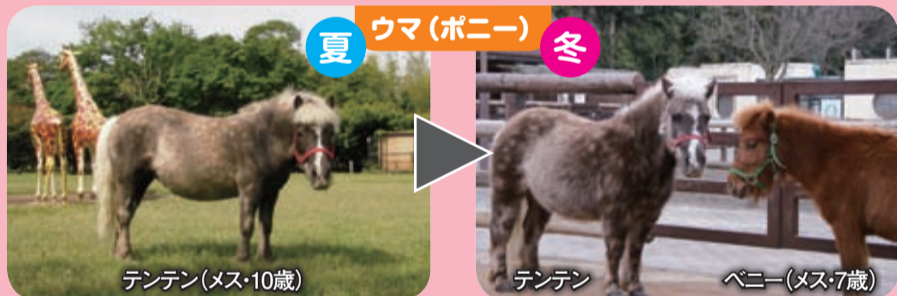 ウマ（ポニー）
夏
冬
テンテン（メス・10歳）
テンテン
ベニー（メス・7歳）